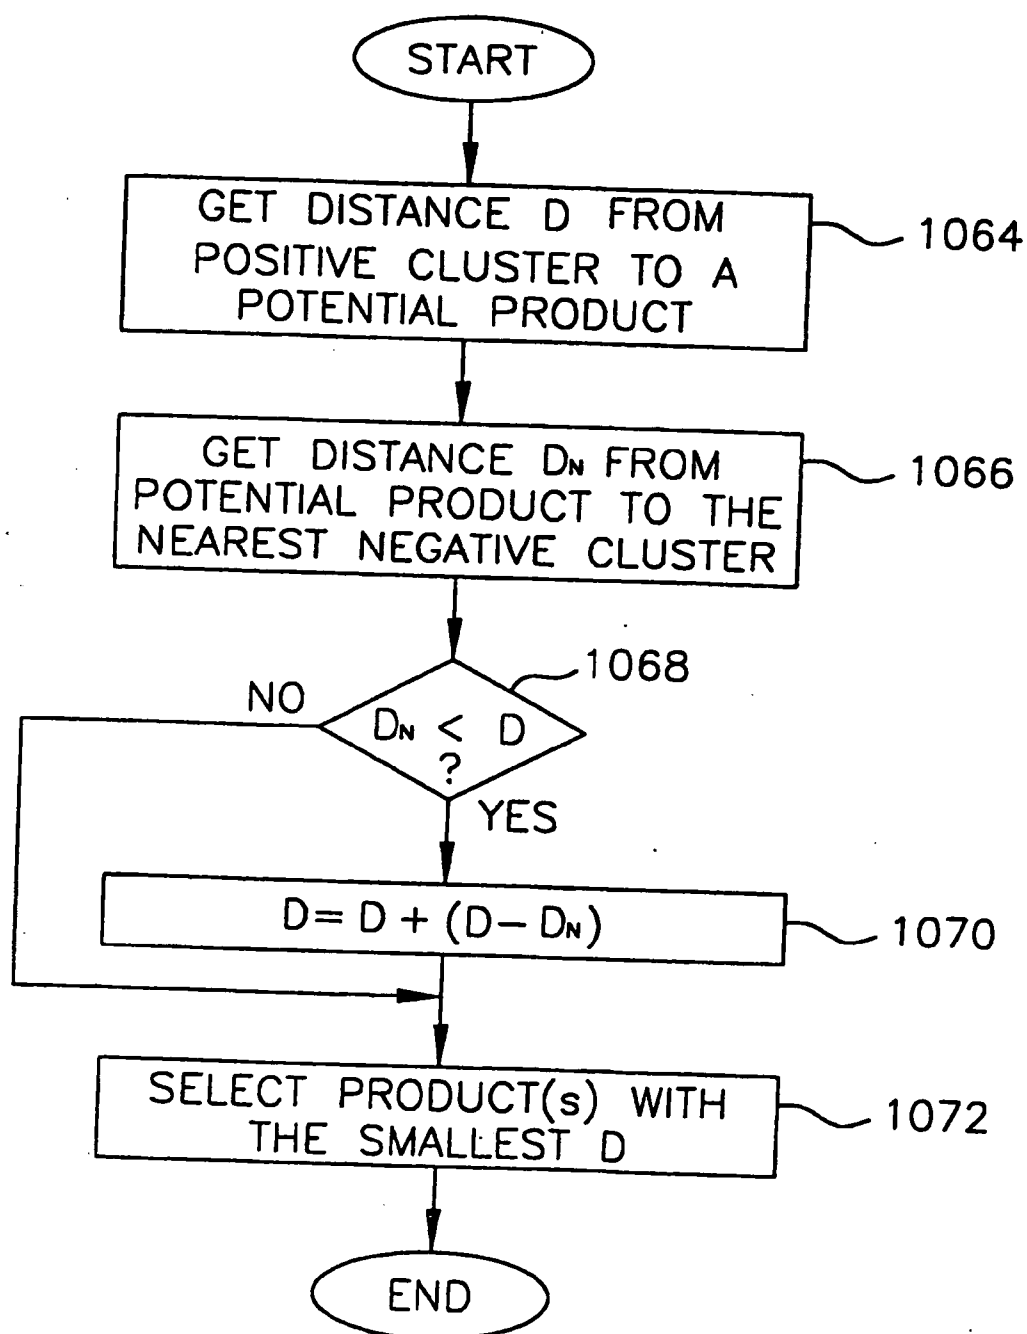 START
GET DISTANCE D FROM
POSITIVE CLUSTER TO A
POTENTIAL PRODUCT
1064
GET DISTANCE DN FROM
POTENTIAL PRODUCT TO THE
NEAREST NEGATIVE CLUSTER
1066
1068
NO
DN < D
?
YES
D = D + (D - DN)
1070
SELECT PRODUCT(s) WITH
THE SMALLEST D
1072
END